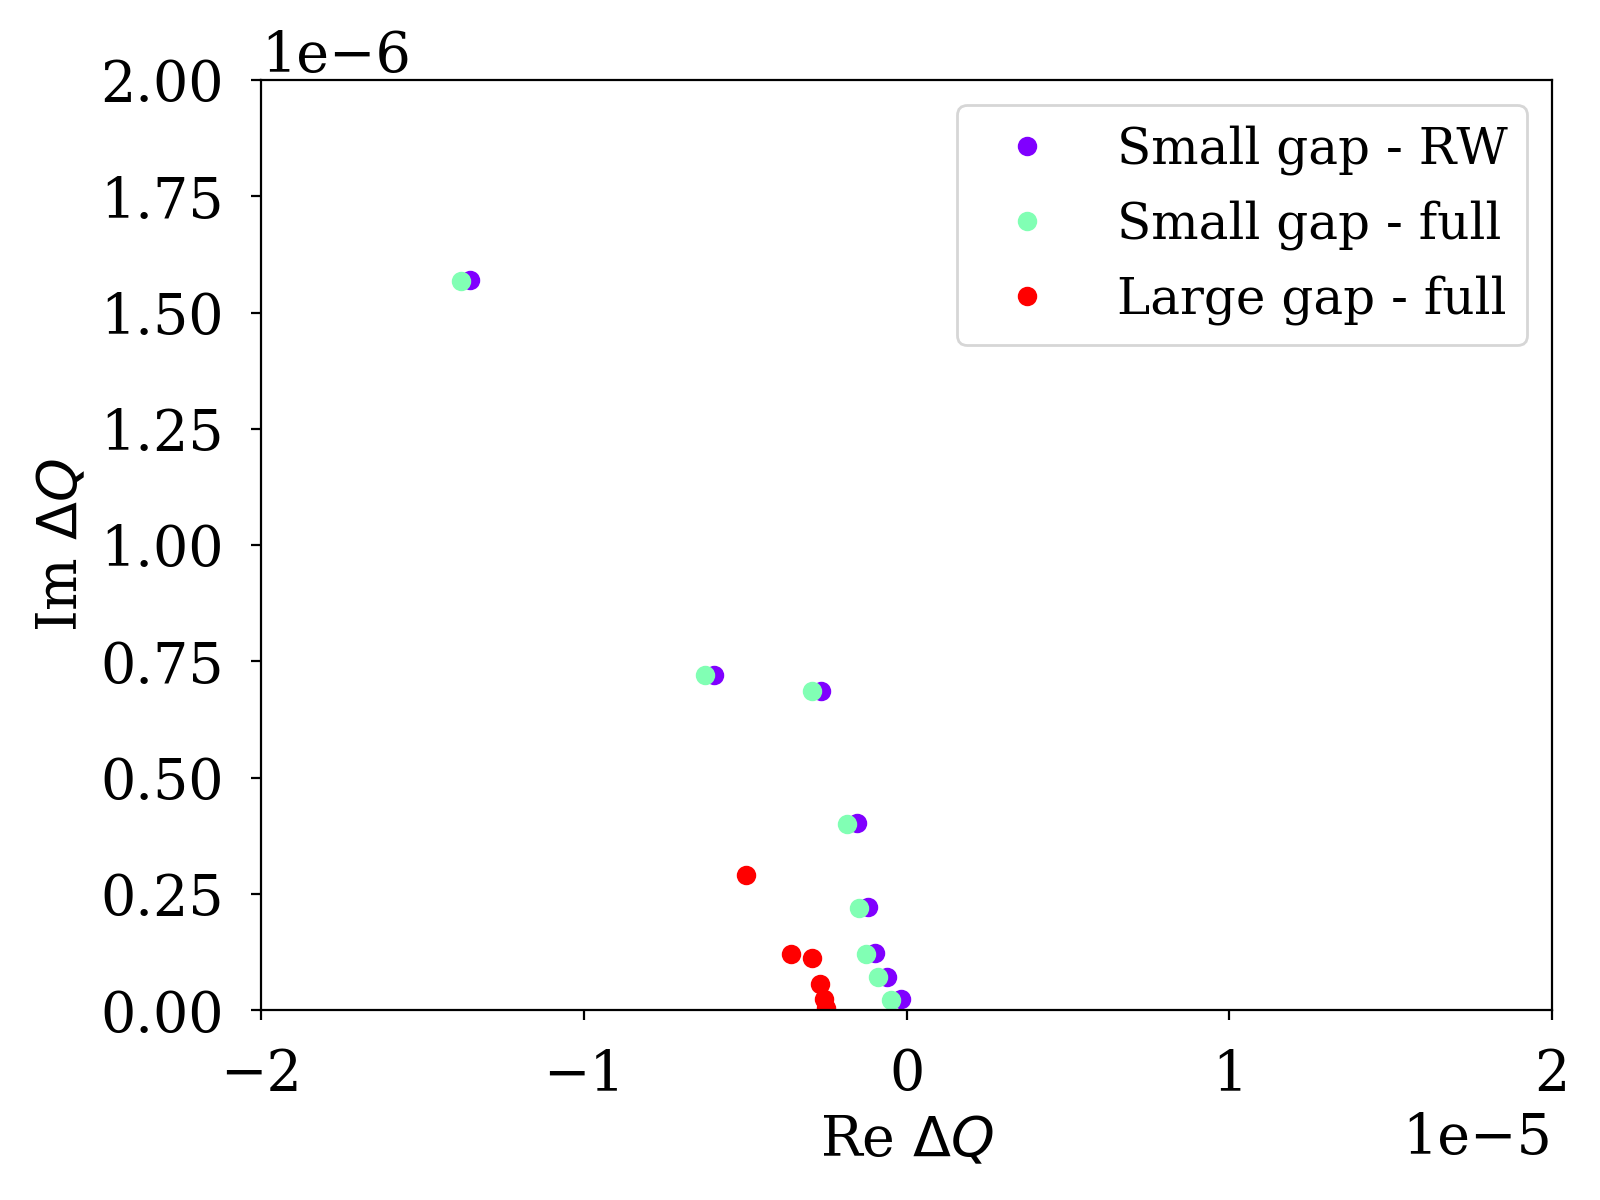 1e−6
2.00
1.75
1.50
1.25
1.00
0.75
0.50
0.25
0.00
Im ΔQ
Small gap - RW
Small gap - full
Large gap - full
−2 −1 0 1 2
Re ΔQ
1e−5